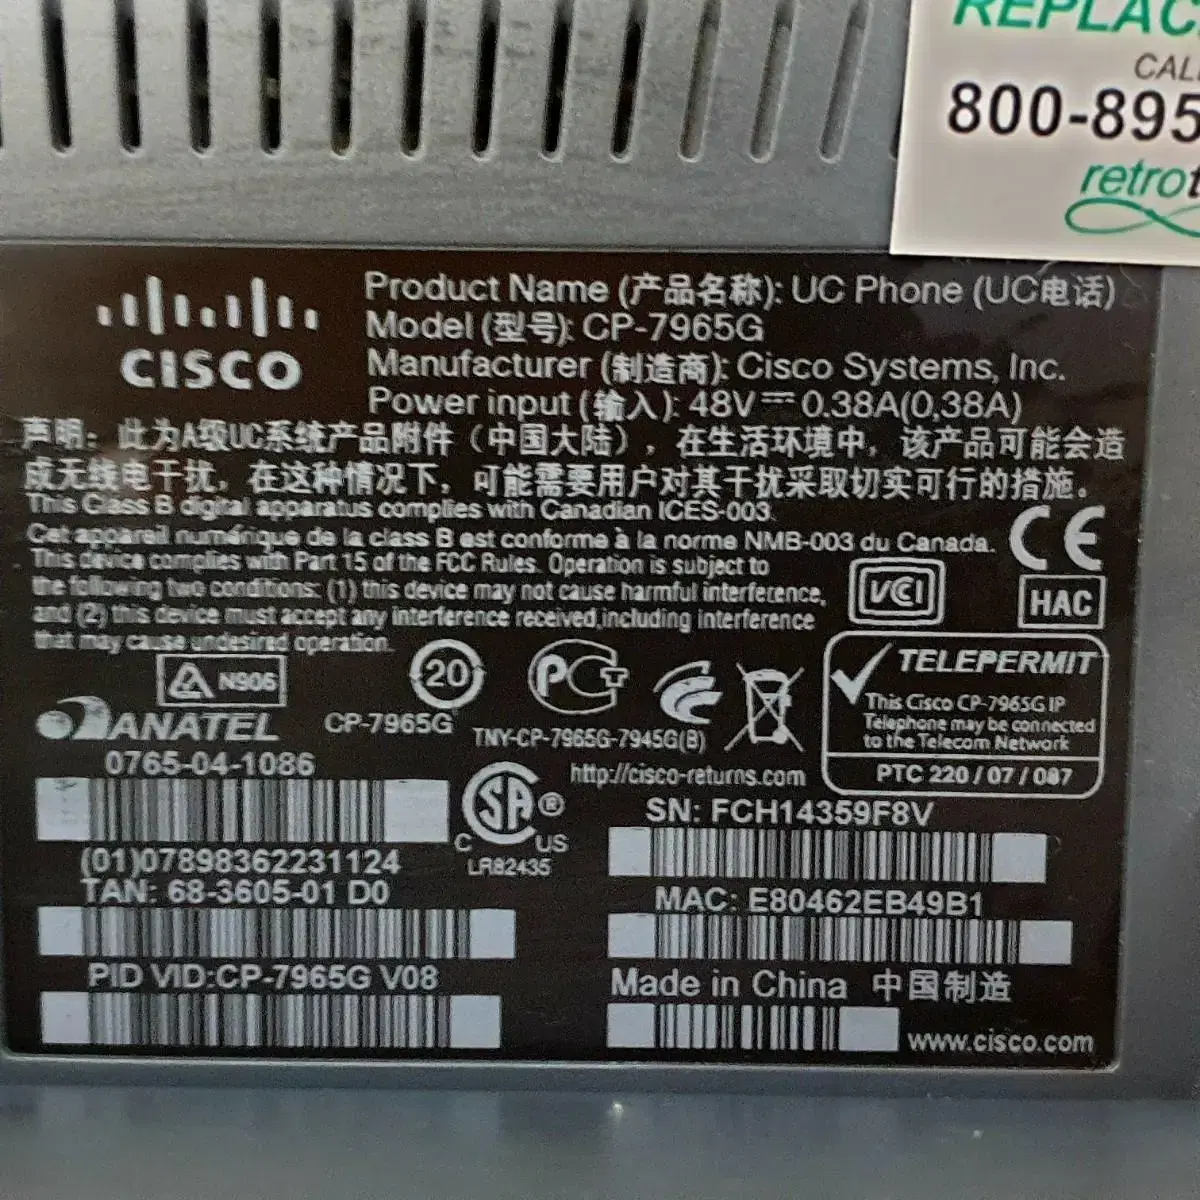 REPLAC
CALL
800-895
retrot
CISCO
Product Name (产品名称): UC Phone (UC电话)
Model (型号): CP-7965G
Manufacturer (制造商): Cisco Systems, Inc.
Power input (输入): 48V⎓0.38A(0,38A)
声明：此为A级UC系统产品附件（中国大陆），在生活环境中，该产品可能会造
成无线电干扰，在这种情况下，可能需要用户对其干扰采取切实可行的措施。
This Class B digital apparatus complies with Canadian ICES-003.
Cet appareil numérique de la class B est conforme à la norme NMB-003 du Canada.
This device complies with Part 15 of the FCC Rules. Operation is subject to
the following two conditions: (1) this device may not cause harmful interference,
and (2) this device must accept any interference received,including interference
that may cause undesired operation.
CE
VCI
HAC
N906
20
PCT
TELEPERMIT
This Cisco CP-7965G IP
Telephone may be connected
to the Telecom Network
PTC 220 / 07 / 087
ANATEL
CP-7965G
TNY-CP-7965G-7945G(B)
0765-04-1086
http://cisco-returns.com
SA ®
C US
LR82435
SN: FCH14359F8V
(01)07898362231124
TAN: 68-3605-01 D0
MAC: E80462EB49B1
PID VID:CP-7965G V08
Made in China 中国制造
www.cisco.com